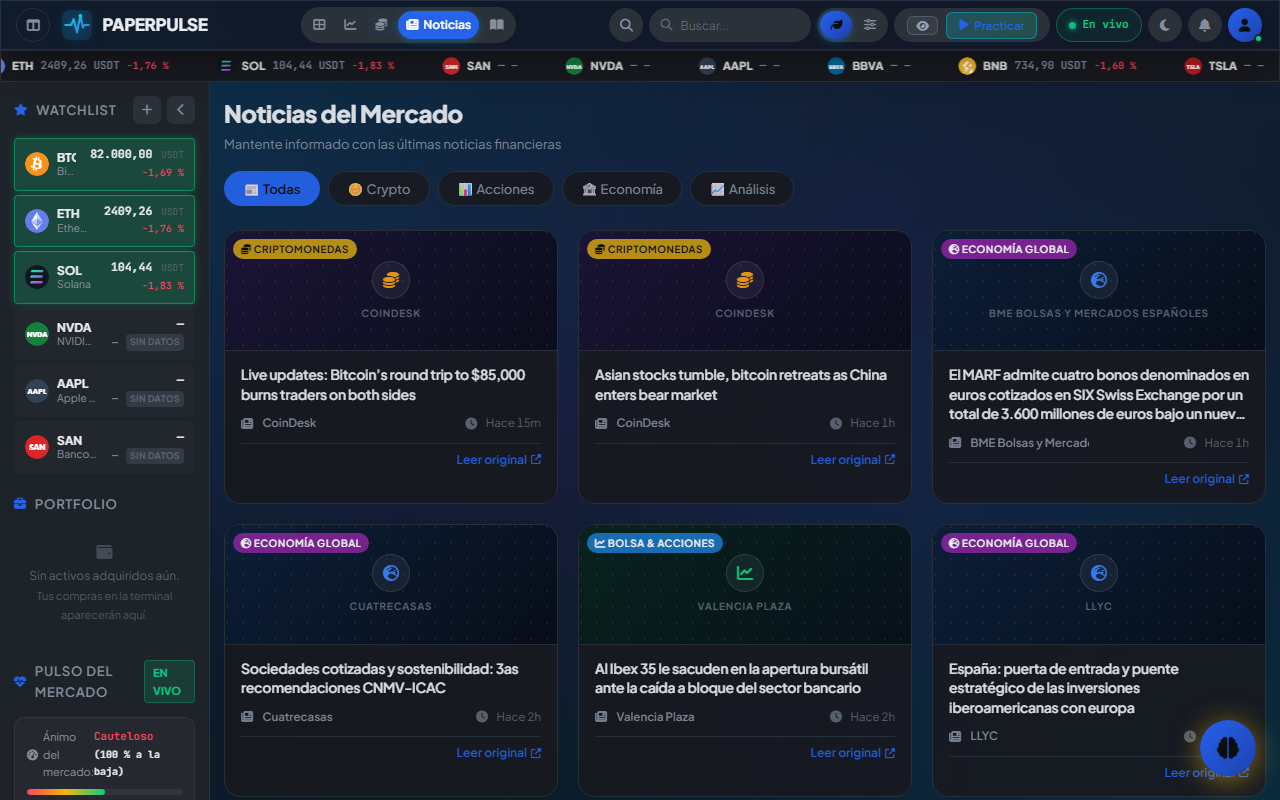 PAPERPULSE
Noticias
Buscar...
Practicar
En vivo
ETH 2409,26 USDT -1,76 %
SOL 104,44 USDT -1,83 %
SAN — —
NVDA — —
AAPL — —
BBVA — —
BNB 734,90 USDT -1,60 %
TSLA — —
WATCHLIST
BTC 82.000,00 USDT
Bi... -1,69 %
ETH 2409,26 USDT
Ethe... -1,76 %
SOL 104,44 USDT
Solana -1,83 %
NVDA —
NVIDI... — SIN DATOS
AAPL —
Apple ... — SIN DATOS
SAN —
Banco... — SIN DATOS
PORTFOLIO
Sin activos adquiridos aún.
Tus compras en la terminal
aparecerán aquí.
PULSO DEL
MERCADO
EN
VIVO
Ánimo
del
mercado:
Cauteloso
(100 % a la
baja)
Noticias del Mercado
Mantente informado con las últimas noticias financieras
Todas
Crypto
Acciones
Economía
Análisis
CRIPTOMONEDAS
COINDESK
Live updates: Bitcoin's round trip to $85,000
burns traders on both sides
CoinDesk Hace 15m
Leer original
CRIPTOMONEDAS
COINDESK
Asian stocks tumble, bitcoin retreats as China
enters bear market
CoinDesk Hace 1h
Leer original
ECONOMÍA GLOBAL
BME BOLSAS Y MERCADOS ESPAÑOLES
El MARF admite cuatro bonos denominados en
euros cotizados en SIX Swiss Exchange por un
total de 3.600 millones de euros bajo un nuev...
BME Bolsas y Mercado Hace 1h
Leer original
ECONOMÍA GLOBAL
CUATRECASAS
Sociedades cotizadas y sostenibilidad: 3as
recomendaciones CNMV-ICAC
Cuatrecasas Hace 2h
Leer original
BOLSA & ACCIONES
VALENCIA PLAZA
Al Ibex 35 le sacuden en la apertura bursátil
ante la caída a bloque del sector bancario
Valencia Plaza Hace 2h
Leer original
ECONOMÍA GLOBAL
LLYC
España: puerta de entrada y puente
estratégico de las inversiones
iberoamericanas con europa
LLYC
Leer original